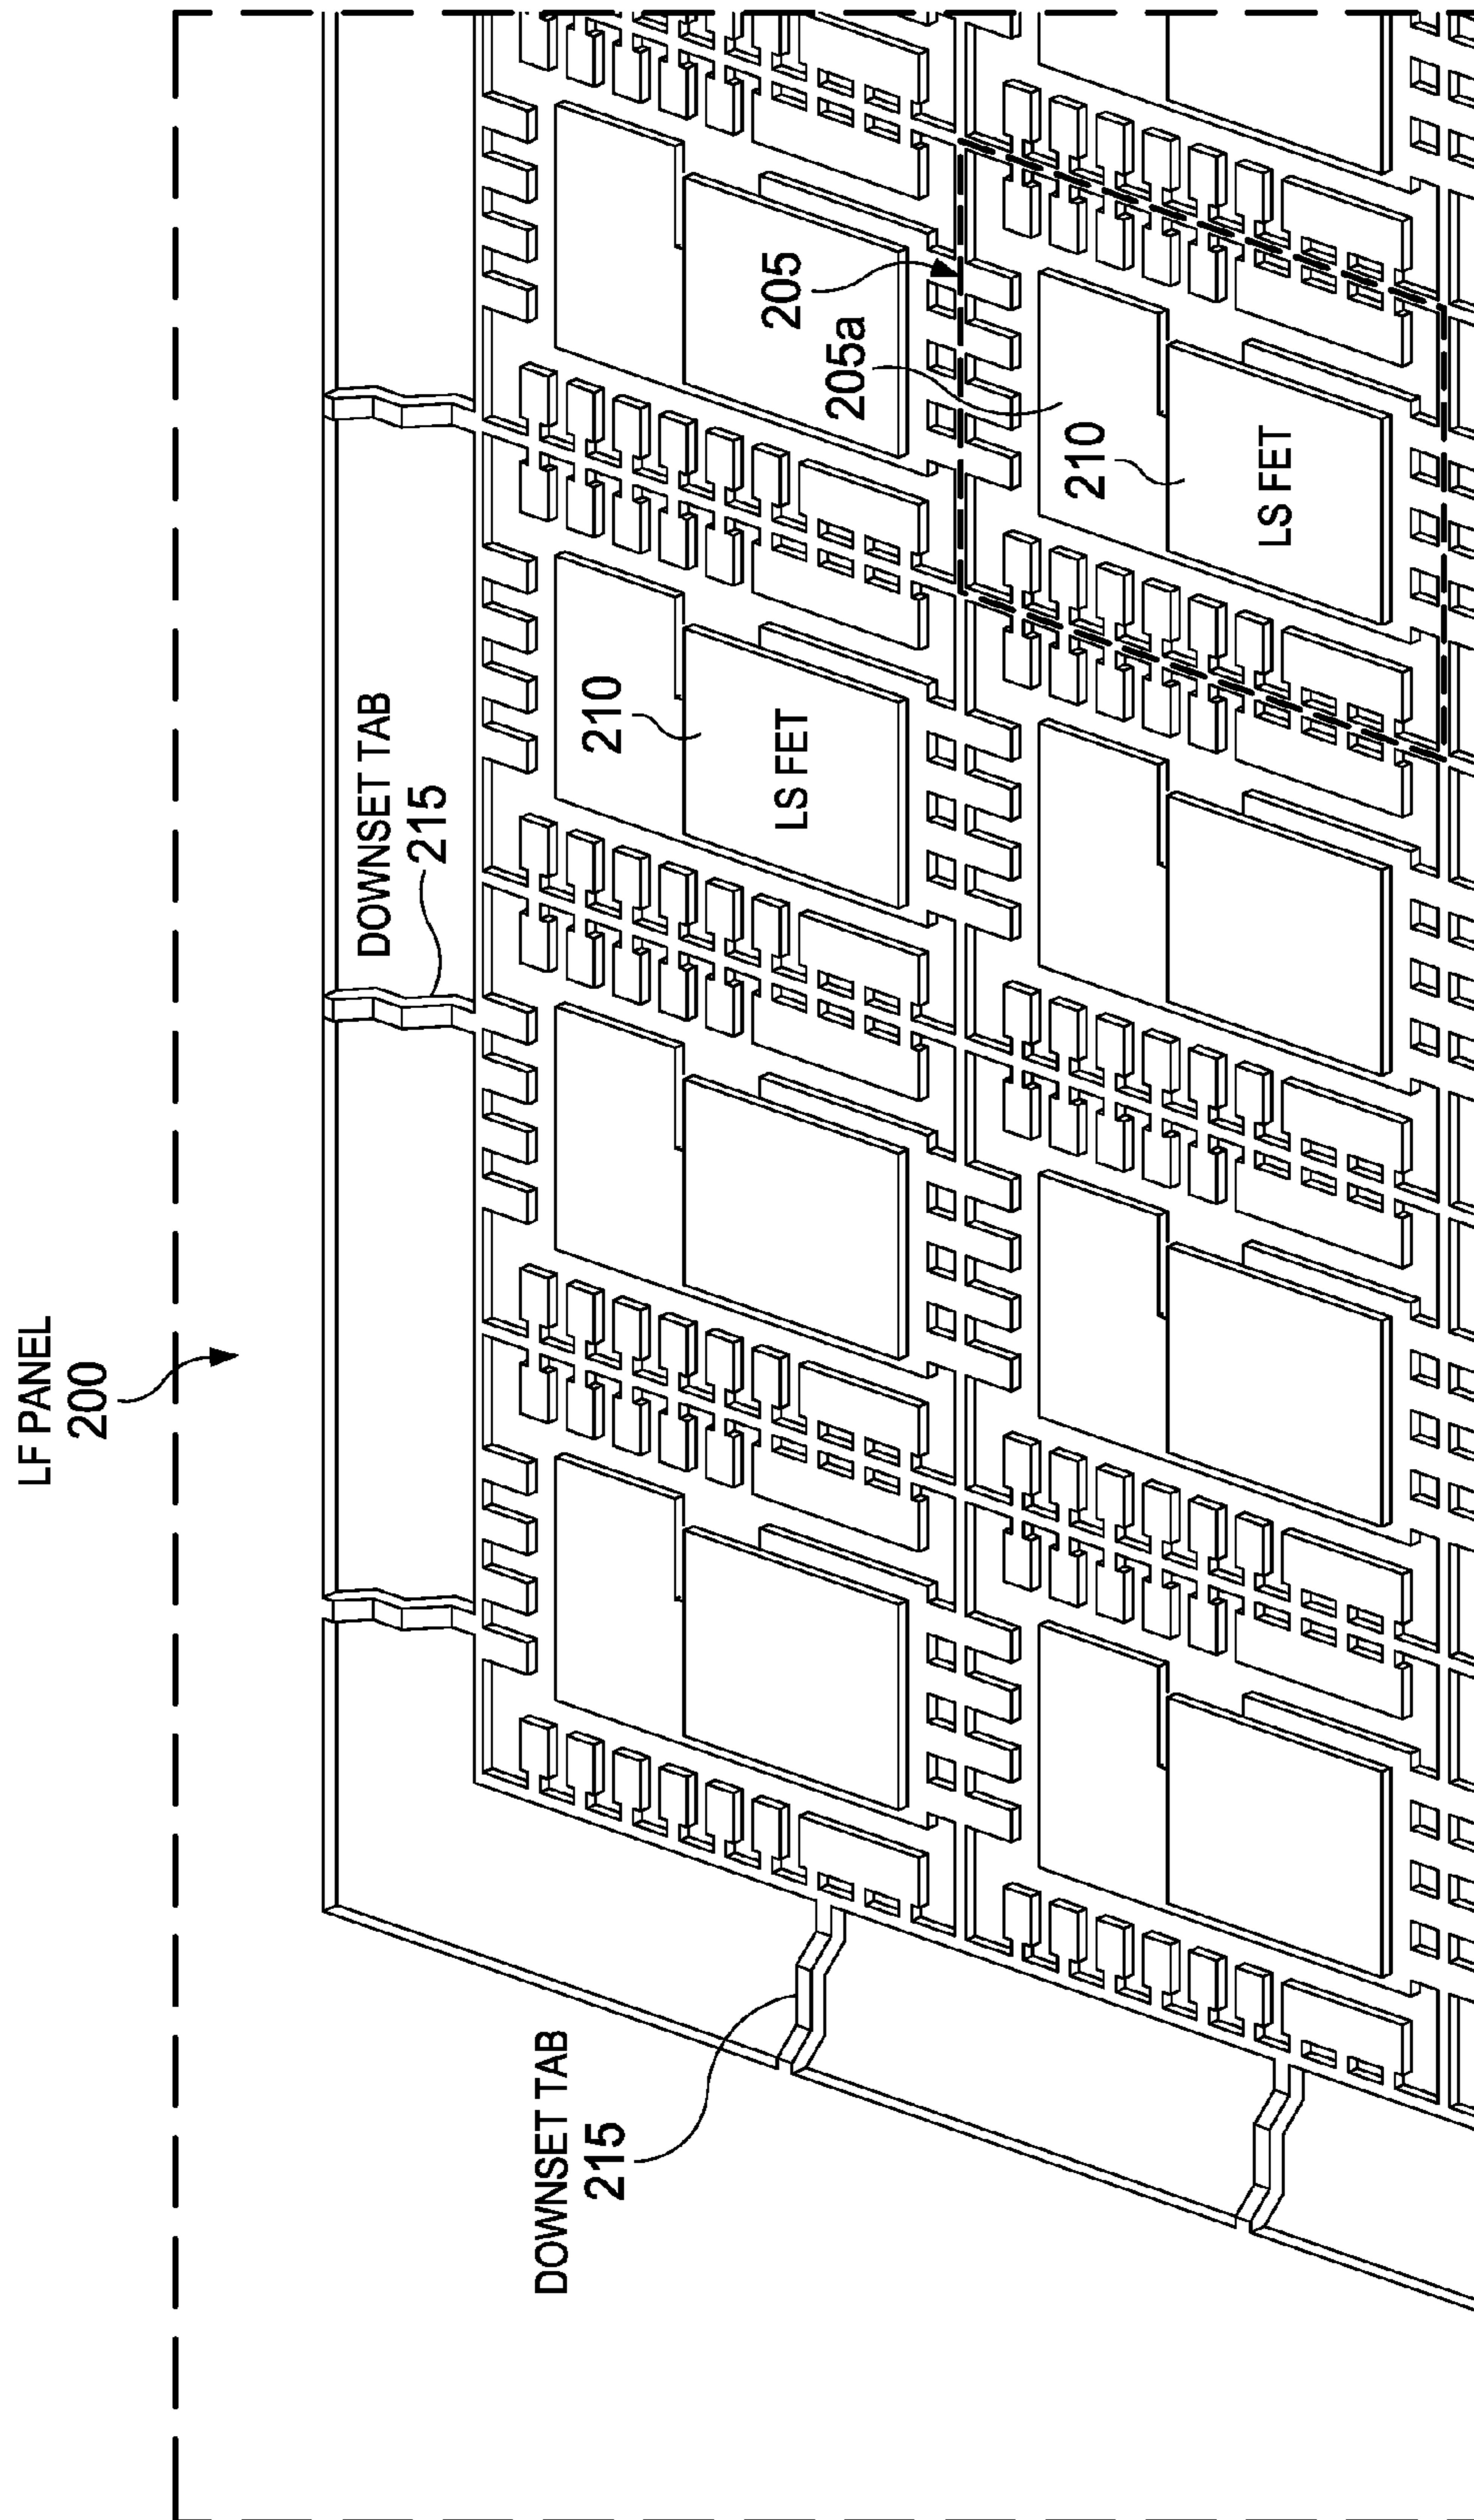 LF PANEL
200
DOWNSET TAB
215
DOWNSET TAB
215
210
LS FET
205
205a
210
LS FET